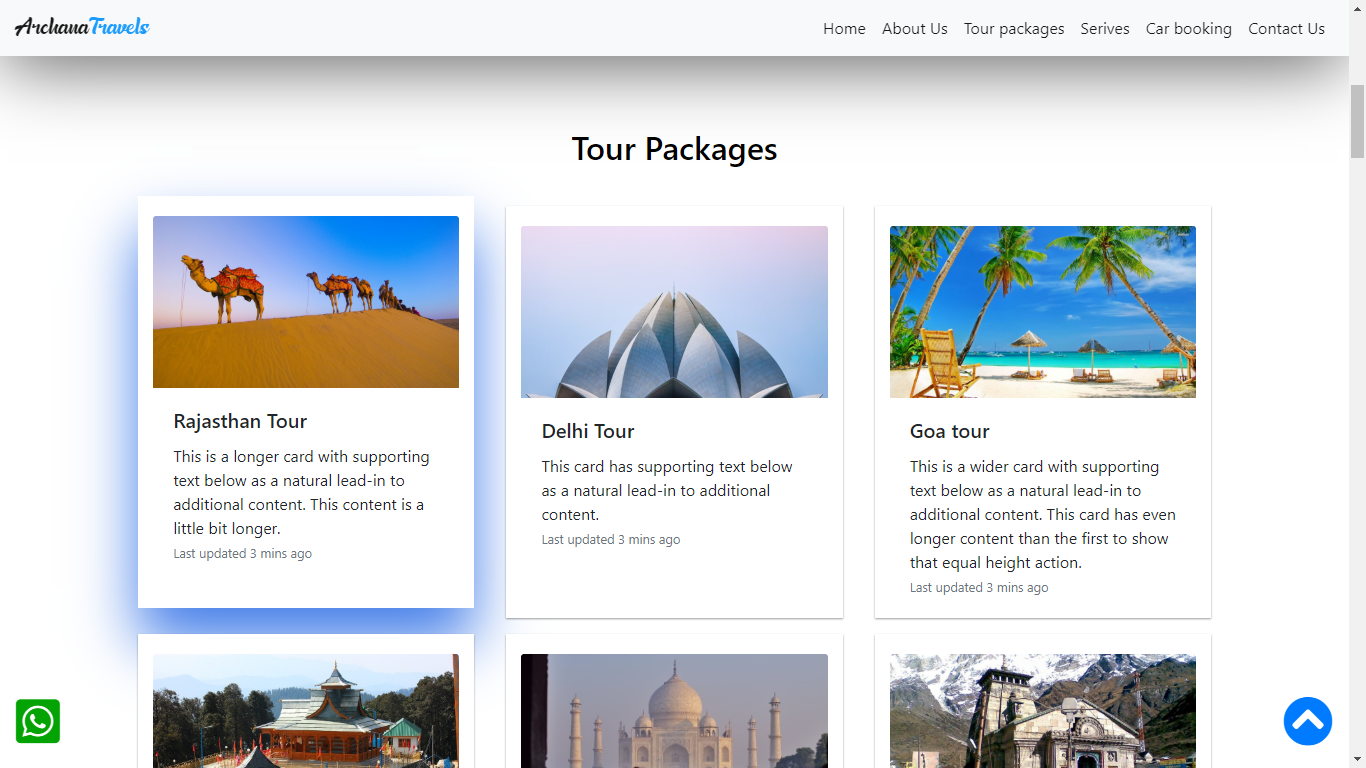 ArchanaTravels
Home About Us Tour packages Serives Car booking Contact Us
Tour Packages
Rajasthan Tour
This is a longer card with supporting
text below as a natural lead-in to
additional content. This content is a
little bit longer.
Last updated 3 mins ago
Delhi Tour
This card has supporting text below
as a natural lead-in to additional
content.
Last updated 3 mins ago
Goa tour
This is a wider card with supporting
text below as a natural lead-in to
additional content. This card has even
longer content than the first to show
that equal height action.
Last updated 3 mins ago